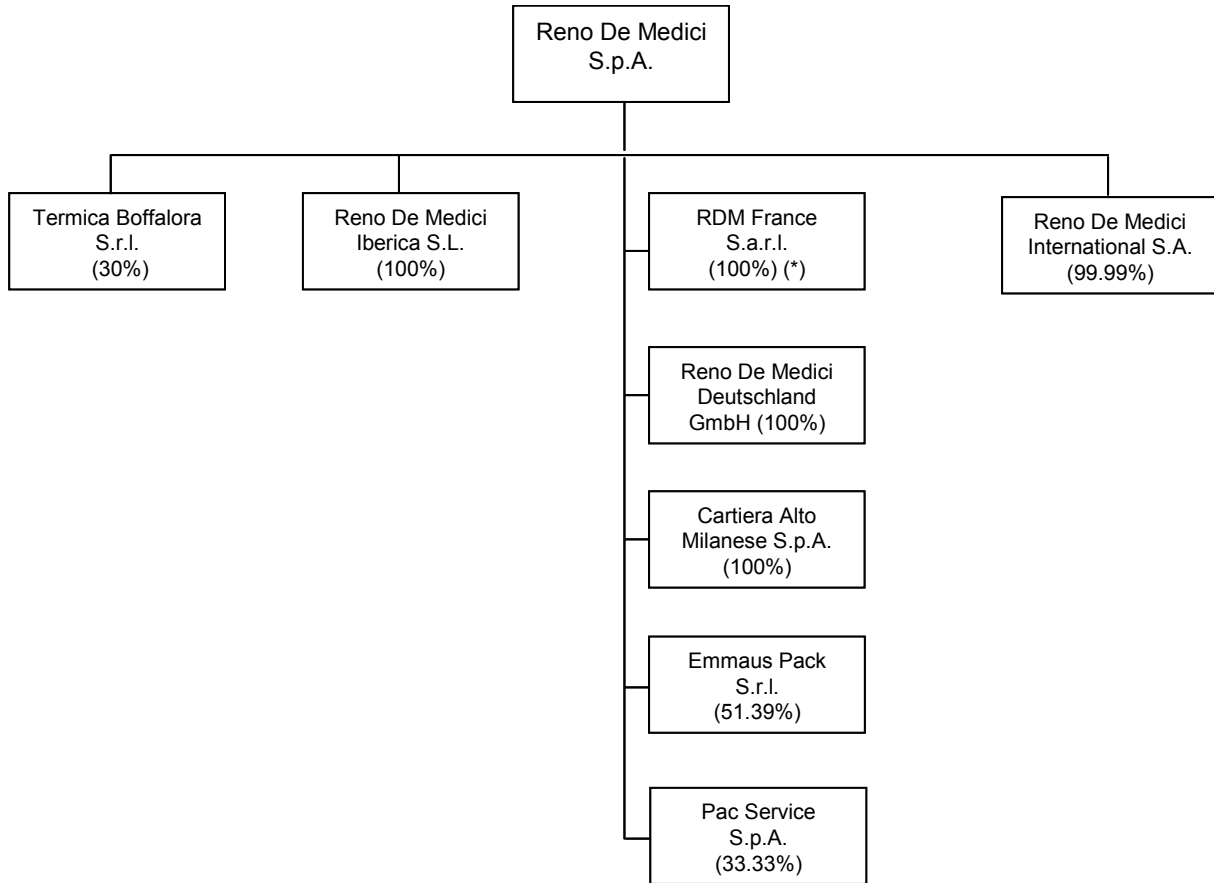 Reno De Medici
S.p.A.
Termica Boffalora
S.r.l.
(30%)
Reno De Medici
Iberica S.L.
(100%)
RDM France
S.a.r.l.
(100%) (*)
Reno De Medici
International S.A.
(99.99%)
Reno De Medici
Deutschland
GmbH (100%)
Cartiera Alto
Milanese S.p.A.
(100%)
Emmaus Pack
S.r.l.
(51.39%)
Pac Service
S.p.A.
(33.33%)